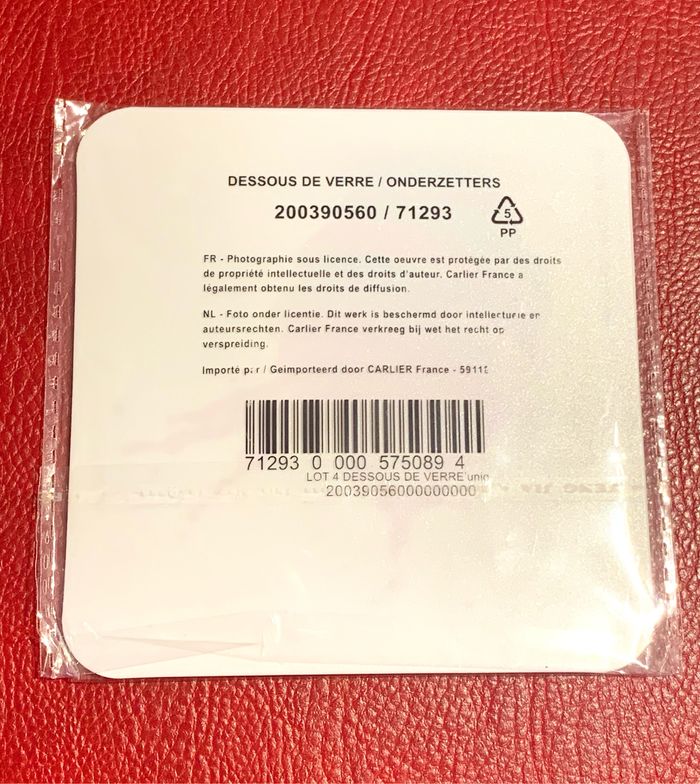 DESSOUS DE VERRE / ONDERZETTERS
200390560 / 71293
5
PP
FR - Photographie sous licence. Cette oeuvre est protégée par des droits
de propriété intellectuelle et des droits d'auteur. Carlier France a
légalement obtenu les droits de diffusion.
NL - Foto onder licentie. Dit werk is beschermd door intellectuele en
auteursrechten. Carlier France verkreeg bij wet het recht op
verspreiding.
Importé par / Geimporteerd door CARLIER France -
71293 0 000 575089 4
LOT 4 DESSOUS DE VERRE
20039056000000000